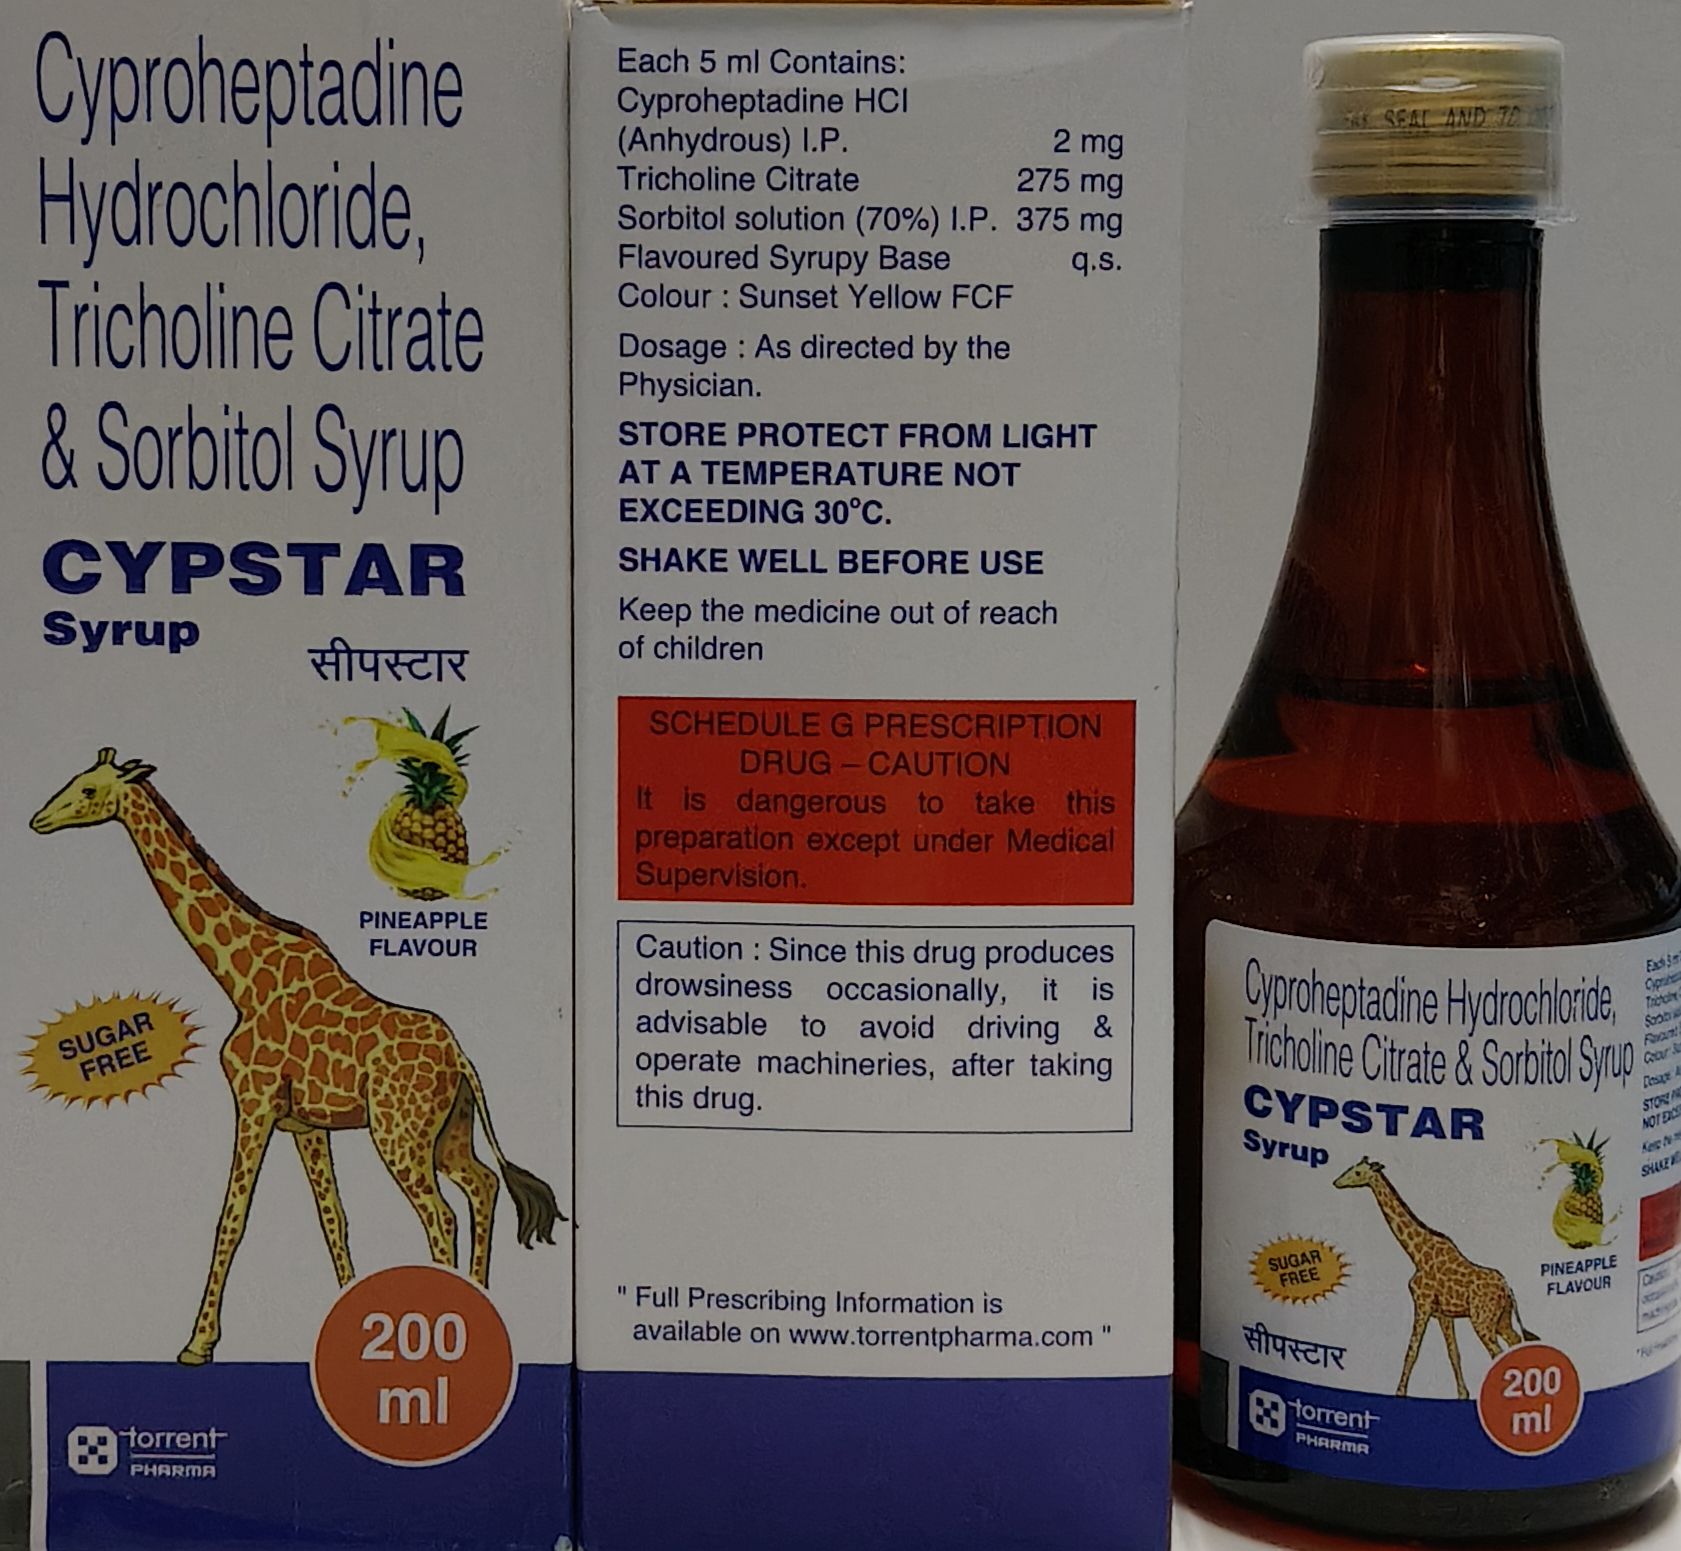 Cyproheptadine
Hydrochloride,
Tricholine Citrate
& Sorbitol Syrup
CYPSTAR
Syrup
सीपस्टार
PINEAPPLE
FLAVOUR
SUGAR
FREE
200
ml
torrent
PHARMA
Each 5 ml Contains:
Cyproheptadine HCl
(Anhydrous) I.P. 2 mg
Tricholine Citrate 275 mg
Sorbitol solution (70%) I.P. 375 mg
Flavoured Syrupy Base q.s.
Colour : Sunset Yellow FCF
Dosage : As directed by the
Physician.
STORE PROTECT FROM LIGHT
AT A TEMPERATURE NOT
EXCEEDING 30°C.
SHAKE WELL BEFORE USE
Keep the medicine out of reach
of children
SCHEDULE G PRESCRIPTION
DRUG – CAUTION
It is dangerous to take this
preparation except under Medical
Supervision.
Caution : Since this drug produces
drowsiness occasionally, it is
advisable to avoid driving &
operate machineries, after taking
this drug.
" Full Prescribing Information is
available on www.torrentpharma.com "
SEAL AND TO
Cyproheptadine Hydrochloride,
Tricholine Citrate & Sorbitol Syrup
CYPSTAR
Syrup
SUGAR
FREE
PINEAPPLE
FLAVOUR
सीपस्टार
200
ml
torrent
PHARMA